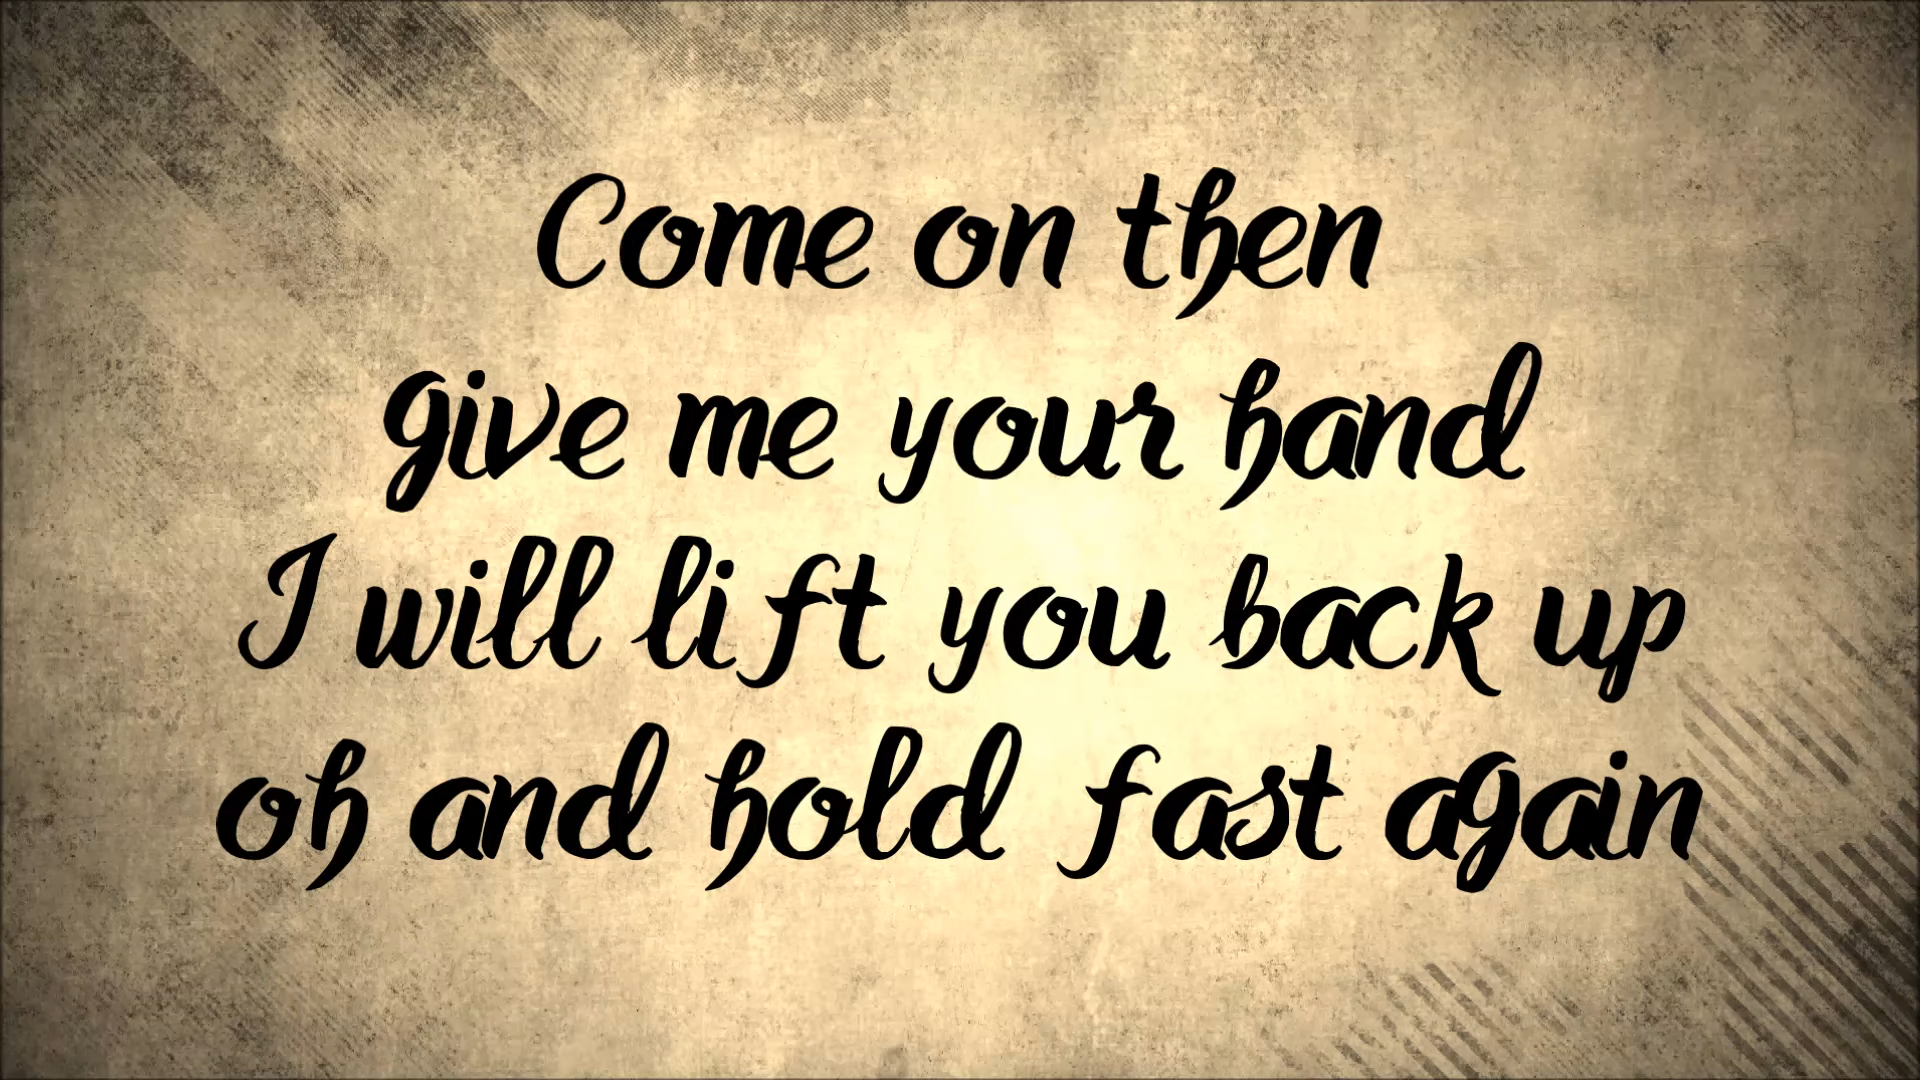 Come on then
give me your hand
I will lift you back up
oh and hold fast again